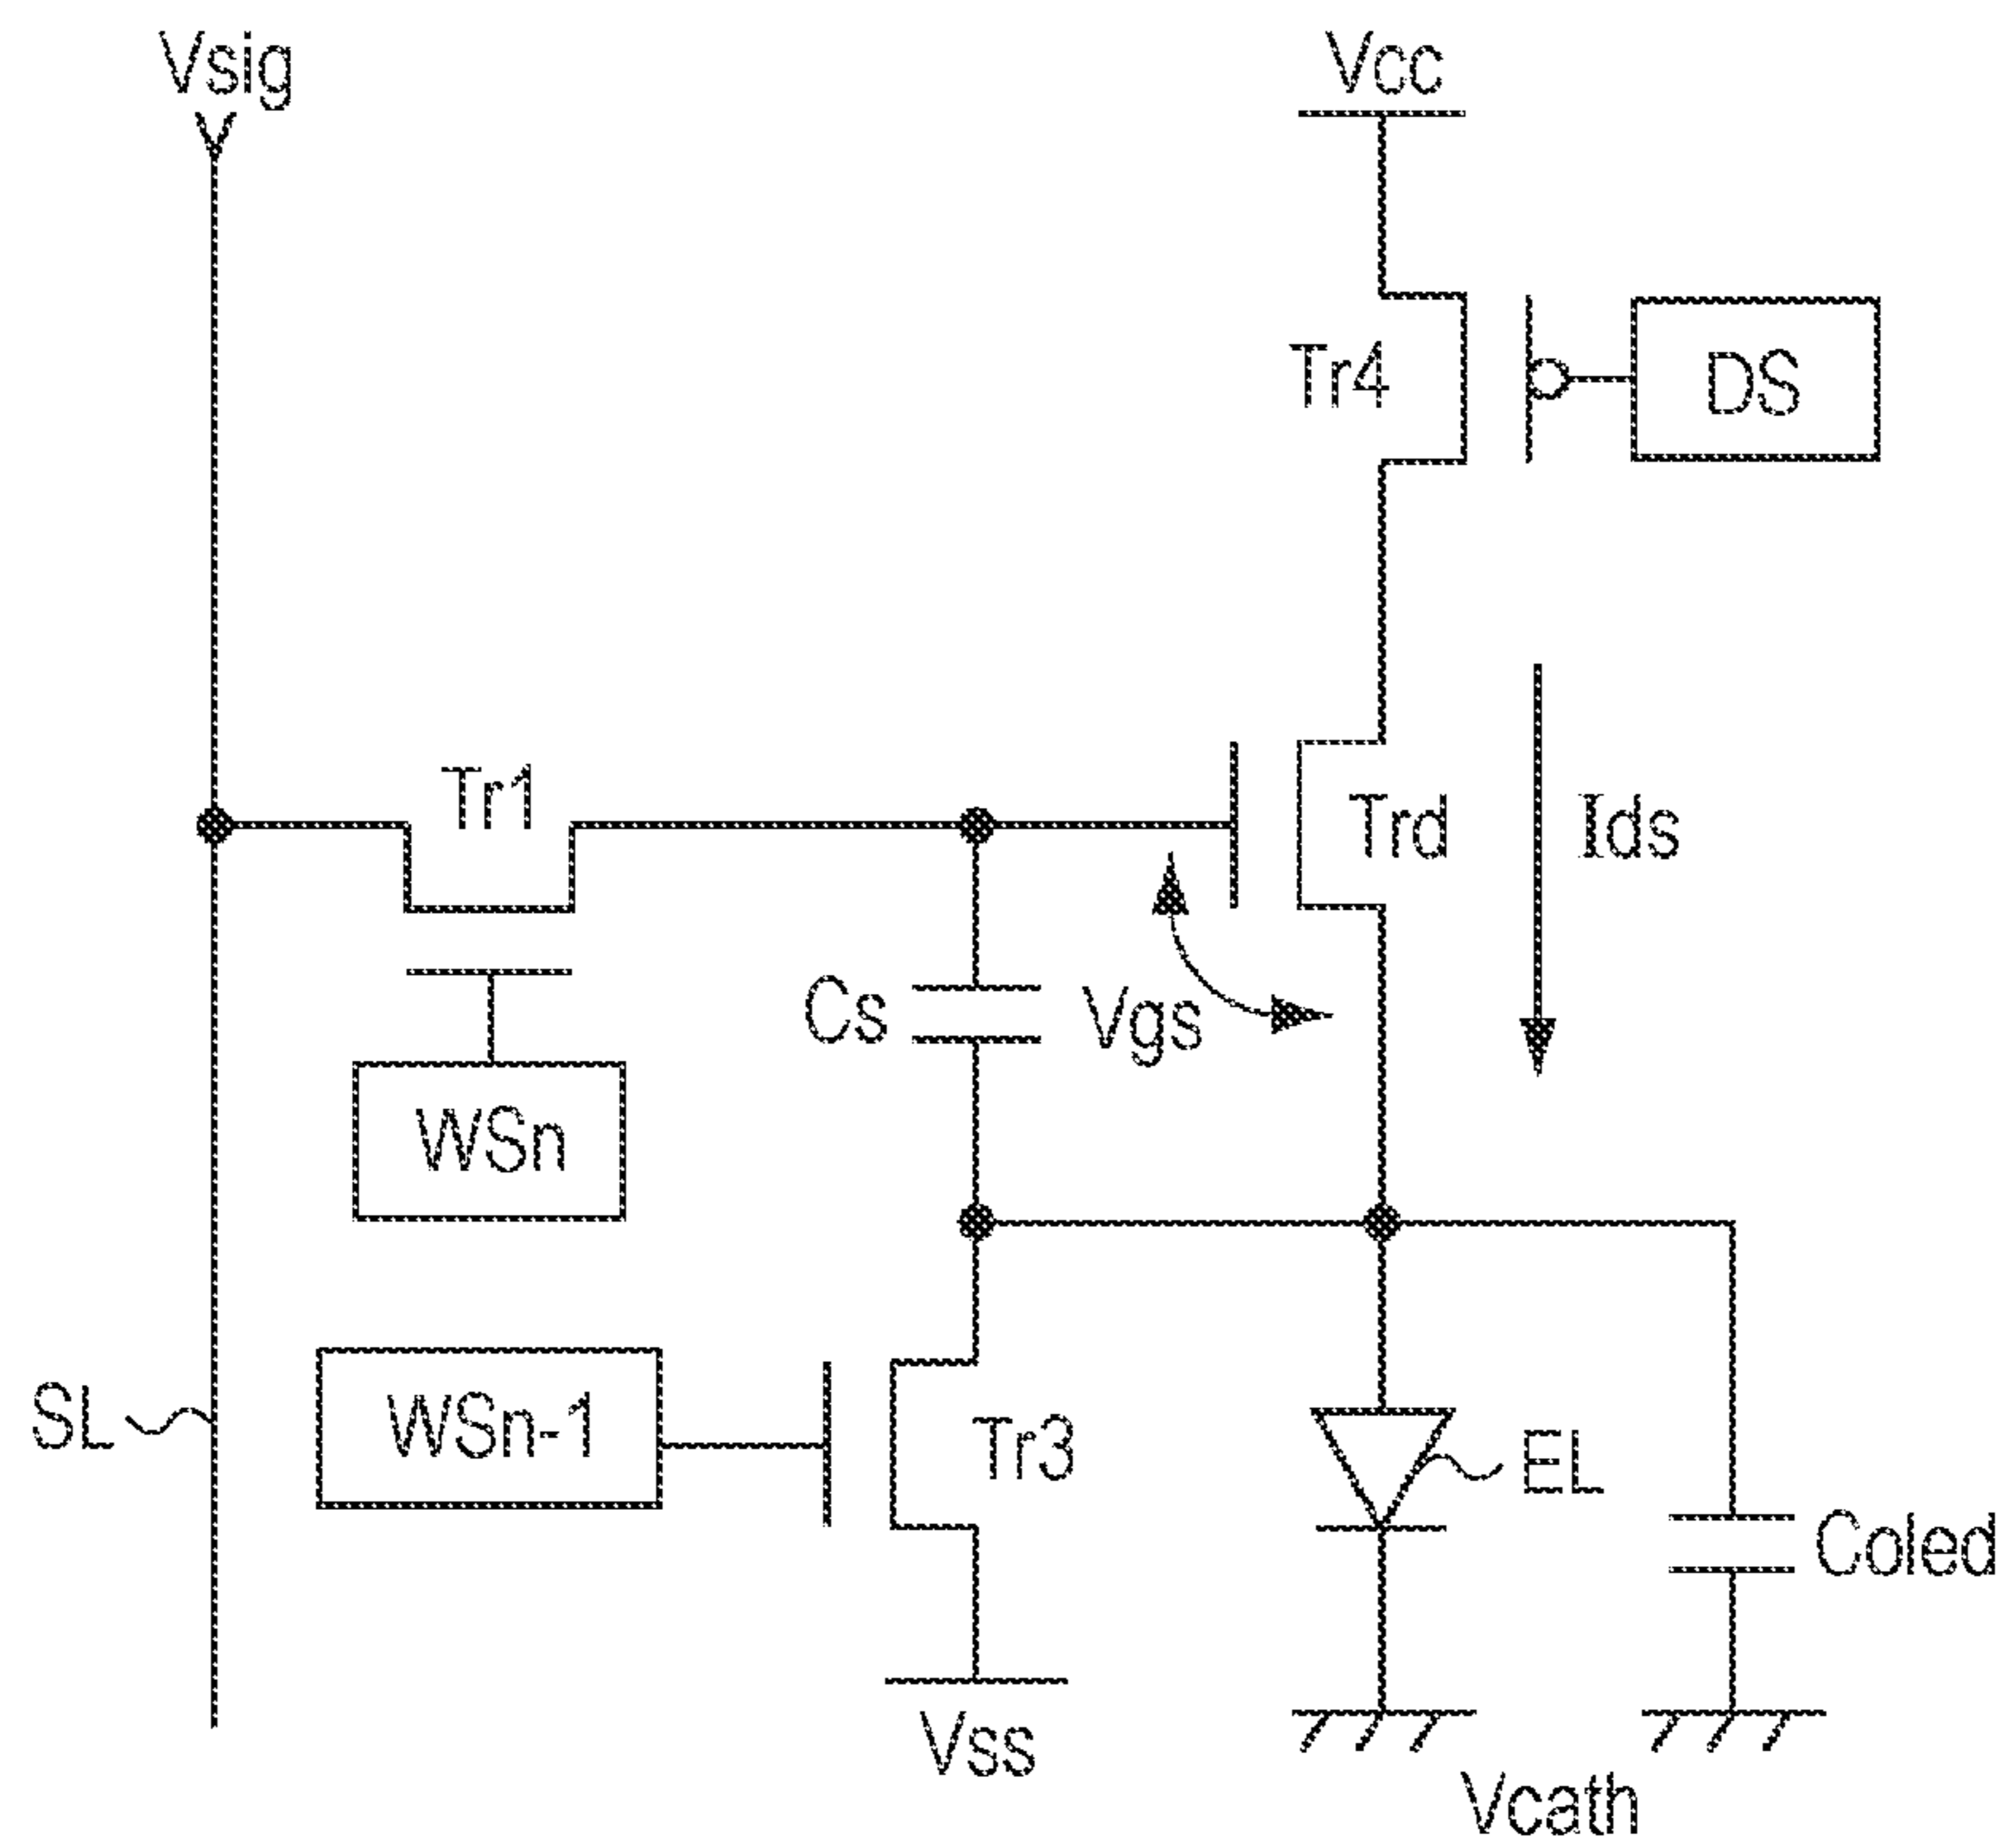 Vsig
Vcc
Tr4
DS
Tr1
Trd
Ids
Cs
Vgs
WSn
SL
WSn-1
Tr3
EL
Coled
Vss
Vcath